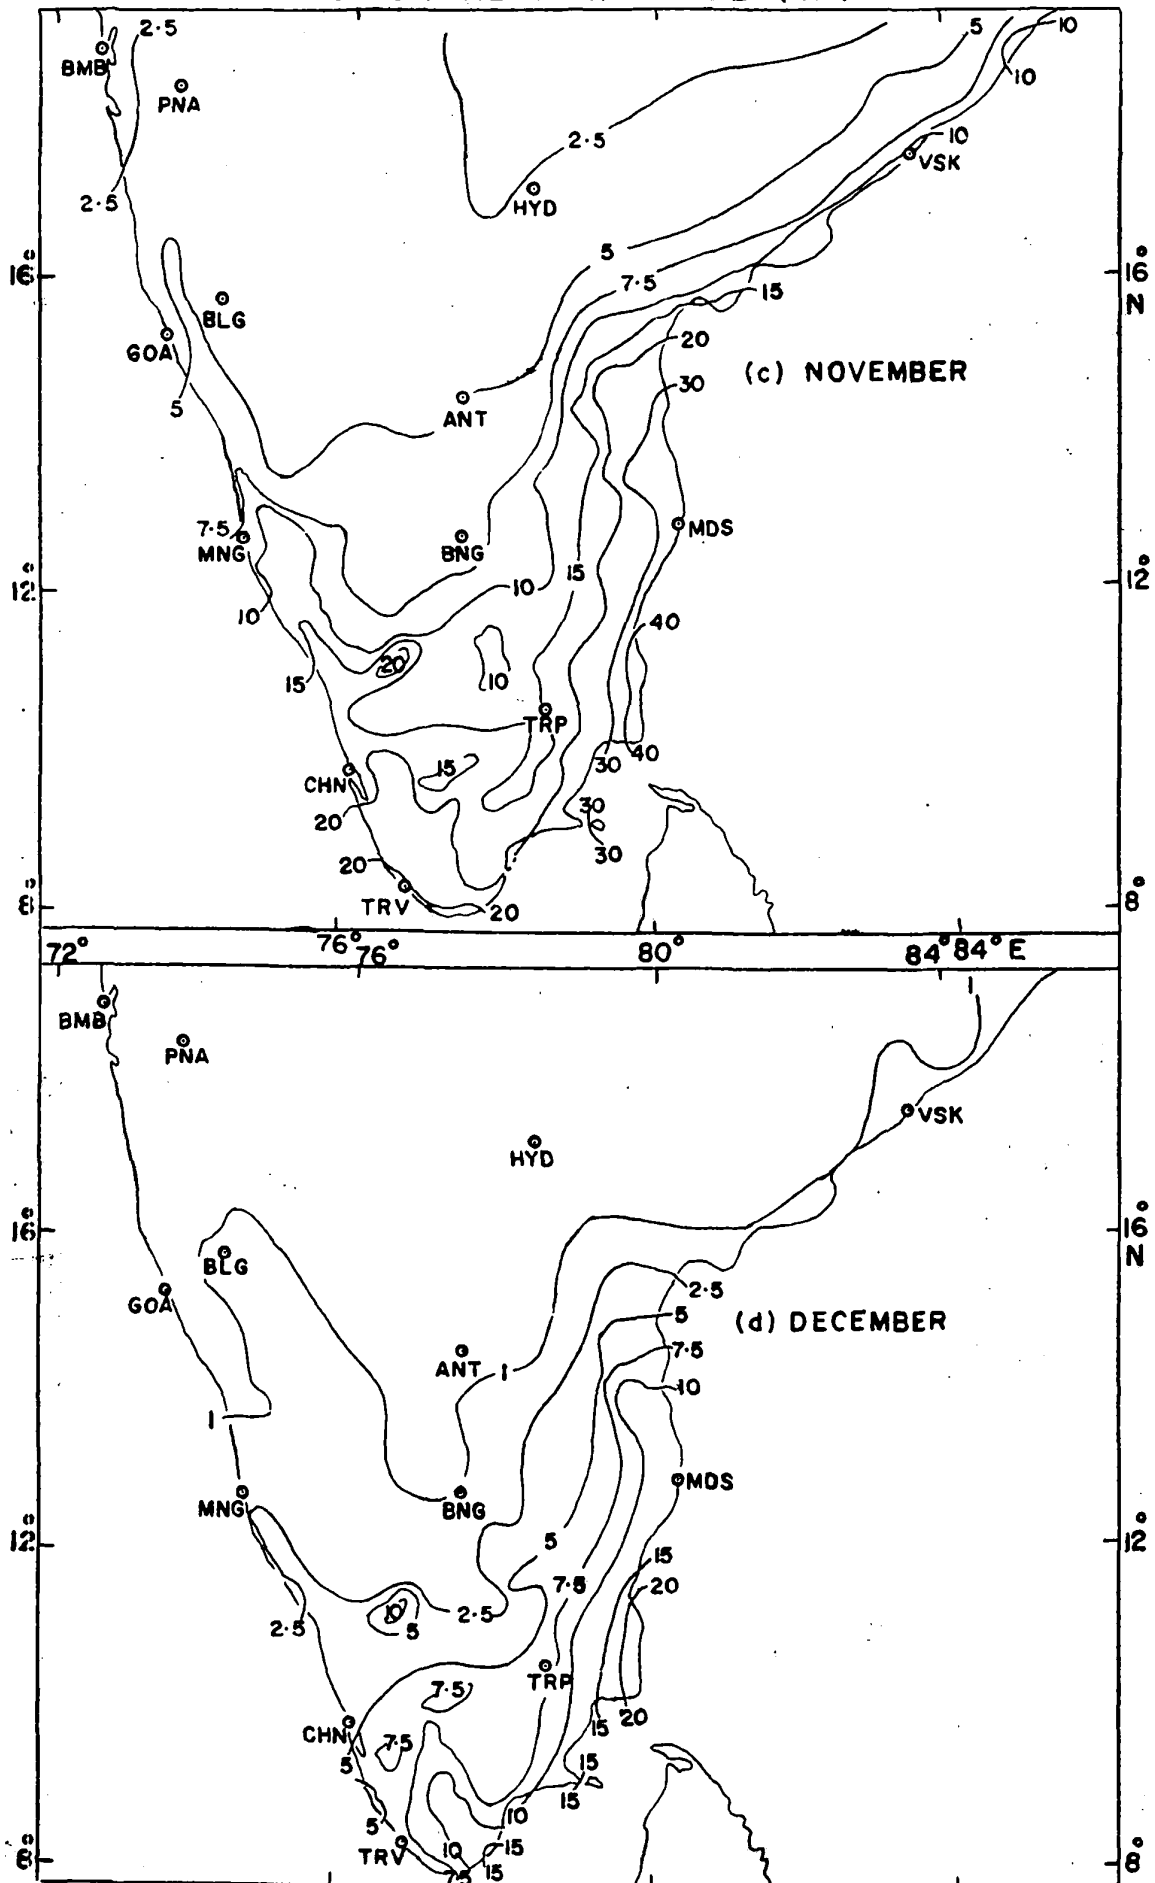 2.5 5 10
BMB 10
PNA
2.5 10
VSK
2.5 HYD
5
16° 7.5 16°
15 N
BLG
GOA 20
(c) NOVEMBER
5 30
ANT
7.5 MDS
MNG BNG
10 15 12° 12°
10 40
20
15 10
TRP
15 30 40
CHN
20 30
20 30
TRV 20
8° 8°
72° 76° 76° 80° 84° 84° E
1
BMB
PNA
VSK
HYD
16° 16°
BLG N
GOA 2.5
5 (d) DECEMBER
7.5
ANT 1
10
1
MNG BNG MDS
12° 5 12°
15
7.5 20
10 2.5
2.5 5
TRP
7.5
CHN 7.5 15 20
5 15
15
5 10
TRV 10 15
8° 7.5 15 8°